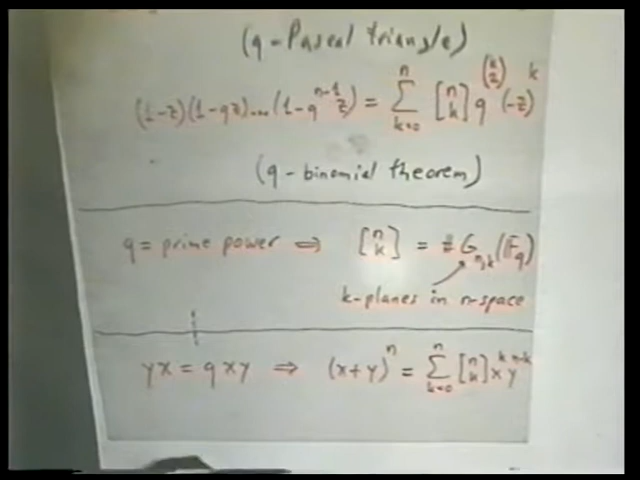 (q-Pascal triangle)
(1-z)(1-qz)...(1-q^{n-1}z) = \sum_{k=0}^{n} [n k] q^{(k 2)} (-z)^k
(q-binomial theorem)
q = prime power ⇒ [n k] = # G_{n,k}(F_q)
k-planes in n-space
yx = qxy ⇒ (x+y)^n = \sum_{k=0}^{n} [n k] x^k y^{n-k}